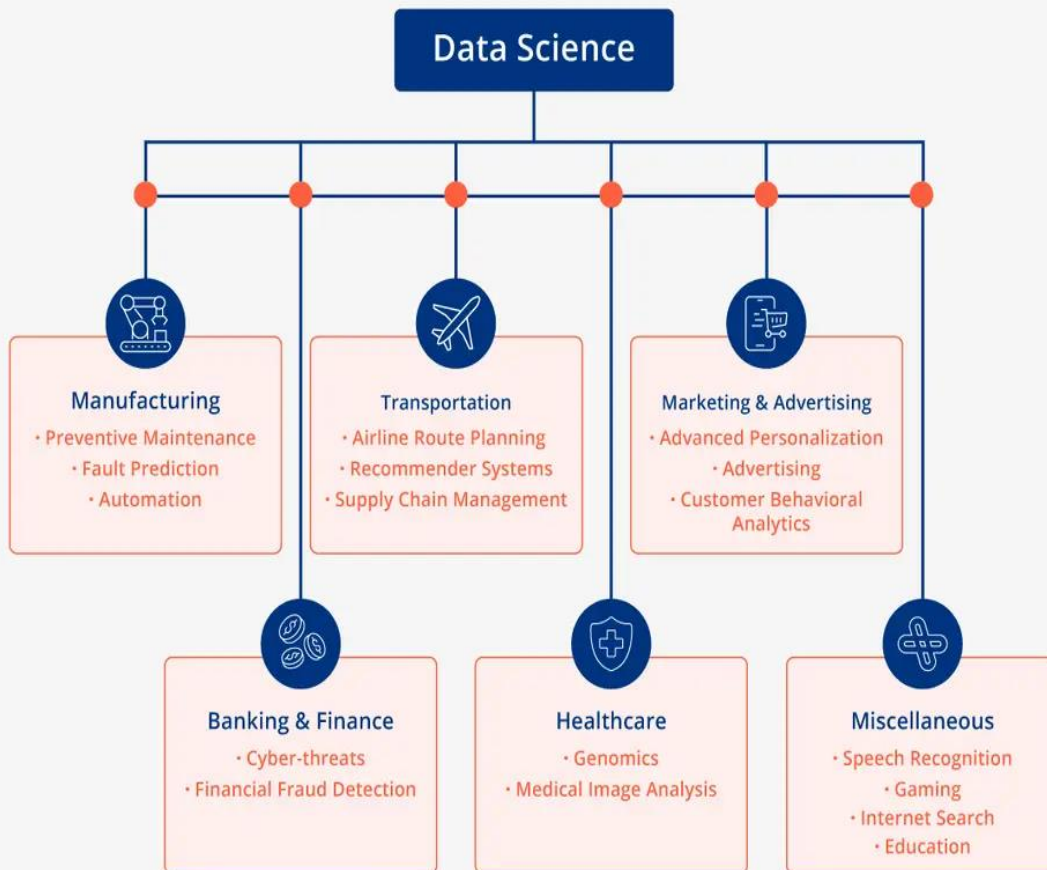 Data Science
Manufacturing
· Preventive Maintenance
· Fault Prediction
· Automation
Transportation
· Airline Route Planning
· Recommender Systems
· Supply Chain Management
Marketing & Advertising
· Advanced Personalization
· Advertising
· Customer Behavioral
Analytics
Banking & Finance
· Cyber-threats
· Financial Fraud Detection
Healthcare
· Genomics
· Medical Image Analysis
Miscellaneous
· Speech Recognition
· Gaming
· Internet Search
· Education